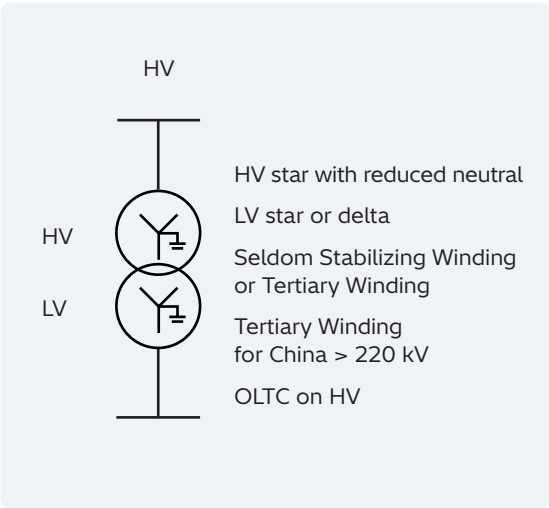 HV
HV
LV
HV star with reduced neutral
LV star or delta
Seldom Stabilizing Winding
or Tertiary Winding
Tertiary Winding
for China > 220 kV
OLTC on HV